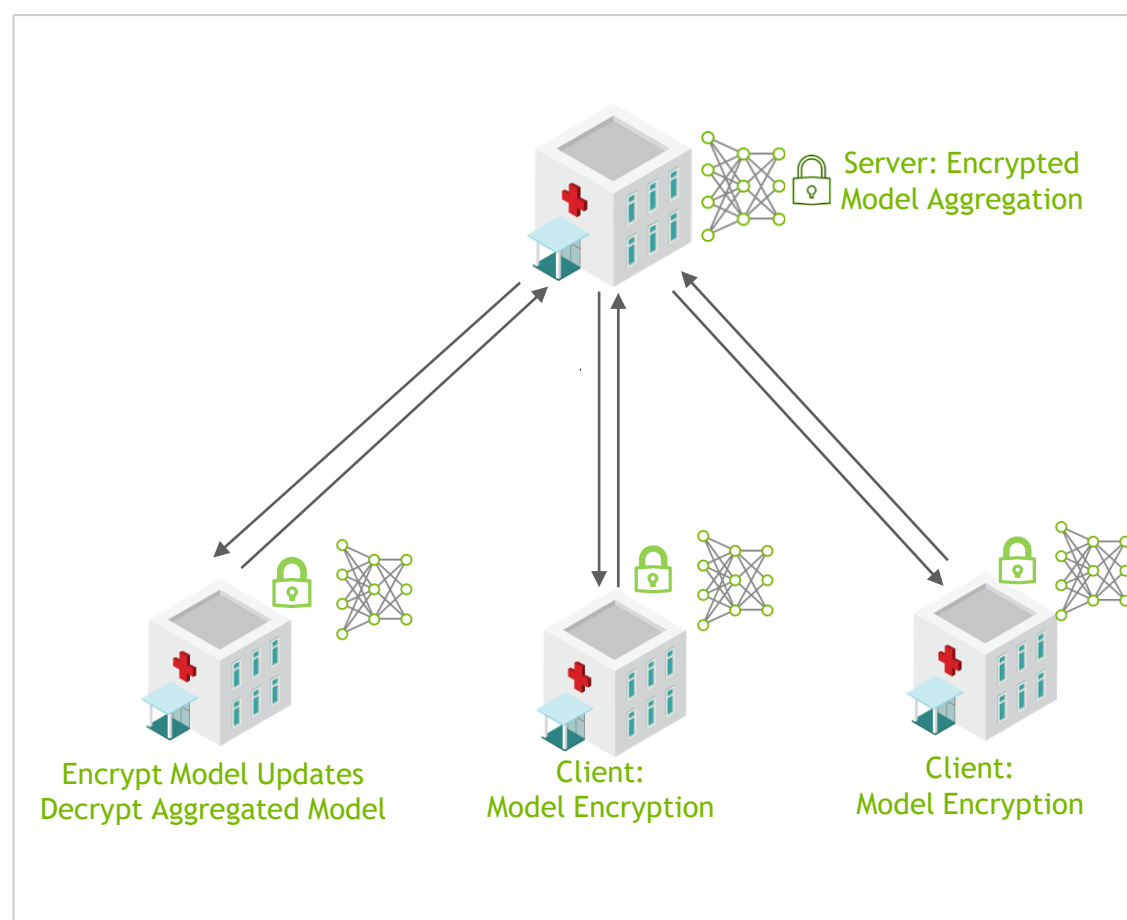 Server: Encrypted
Model Aggregation
Encrypt Model Updates
Decrypt Aggregated Model
Client:
Model Encryption
Client:
Model Encryption